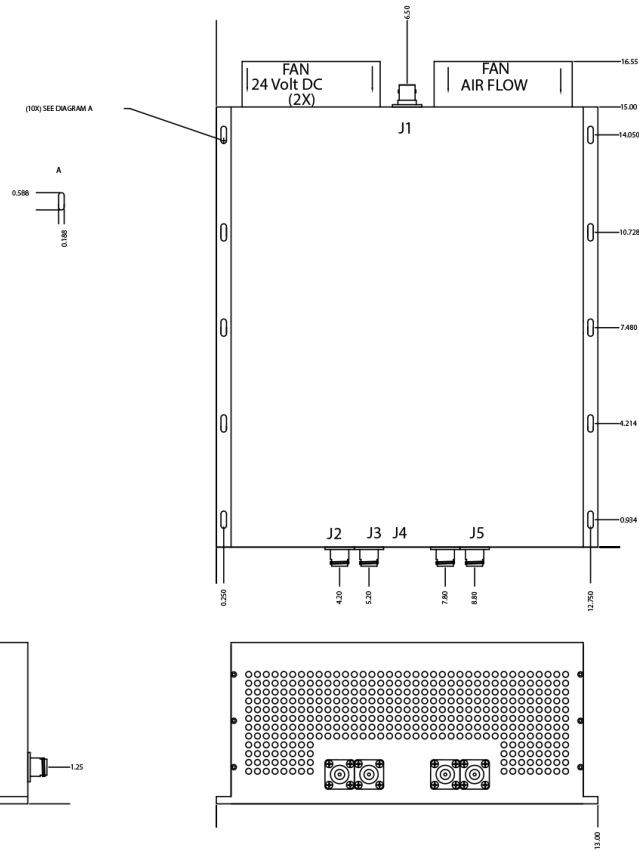 6.50
FAN
24 Volt DC
(2X)
FAN
AIR FLOW
16.55
15.00
(10X) SEE DIAGRAM A
J1
14.050
A
0.588
0.188
10.728
7.480
4.214
0.934
J2 J3 J4 J5
0.250
4.20
5.20
7.80
8.80
12.750
1.25
13.00